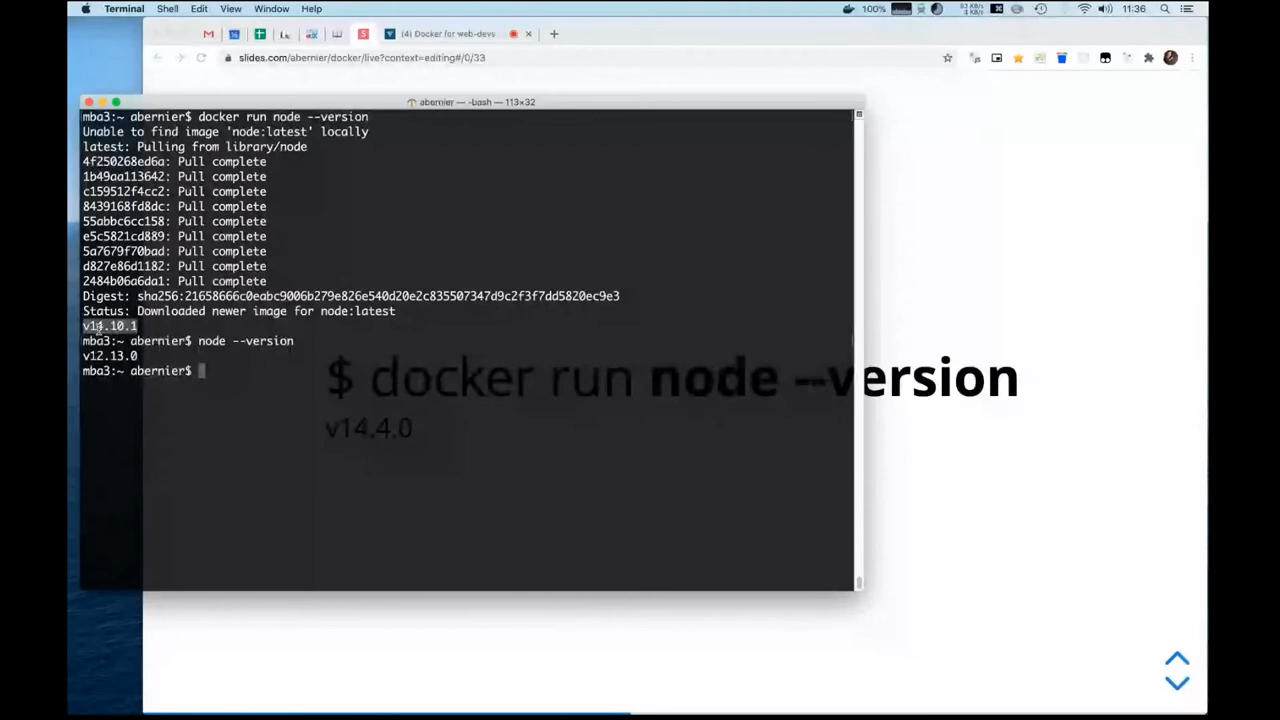 Terminal Shell Edit View Window Help 100% 11:36
(4) Docker for web-devs
slides.com/abernier/docker/live?context=editing#/0/33
abernier — -bash — 113×32
mba3:~ abernier$ docker run node --version
Unable to find image 'node:latest' locally
latest: Pulling from library/node
4f250268ed6a: Pull complete
1b49aa113642: Pull complete
c159512f4cc2: Pull complete
8439168fd8dc: Pull complete
55abbc6cc158: Pull complete
e5c5821cd889: Pull complete
5a7679f70bad: Pull complete
d827e86d1182: Pull complete
2484b06a6da1: Pull complete
Digest: sha256:21658666c0eabc9006b279e826e540d20e2c835507347d9c2f3f7dd5820ec9e3
Status: Downloaded newer image for node:latest
v14.10.1
mba3:~ abernier$ node --version
v12.13.0
mba3:~ abernier$
$ docker run node --version
v14.4.0